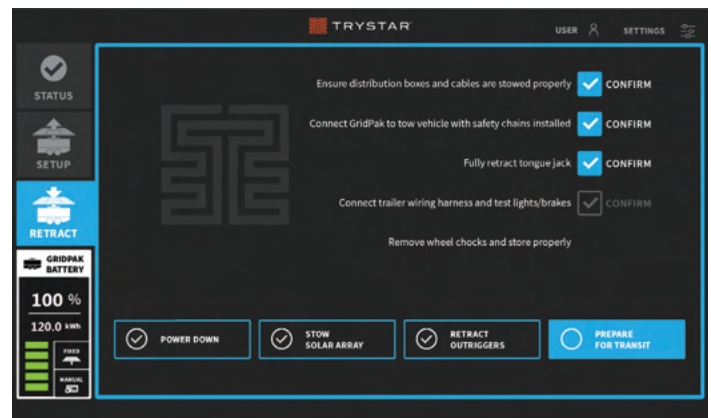 TRYSTAR
USER
SETTINGS
STATUS
SETUP
RETRACT
GRIDPAK
BATTERY
100 %
120.0 kWh
FIXED
MANUAL
Ensure distribution boxes and cables are stowed properly CONFIRM
Connect GridPak to tow vehicle with safety chains installed CONFIRM
Fully retract tongue jack CONFIRM
Connect trailer wiring harness and test lights/brakes CONFIRM
Remove wheel chocks and store properly
POWER DOWN
STOW
SOLAR ARRAY
RETRACT
OUTRIGGERS
PREPARE
FOR TRANSIT